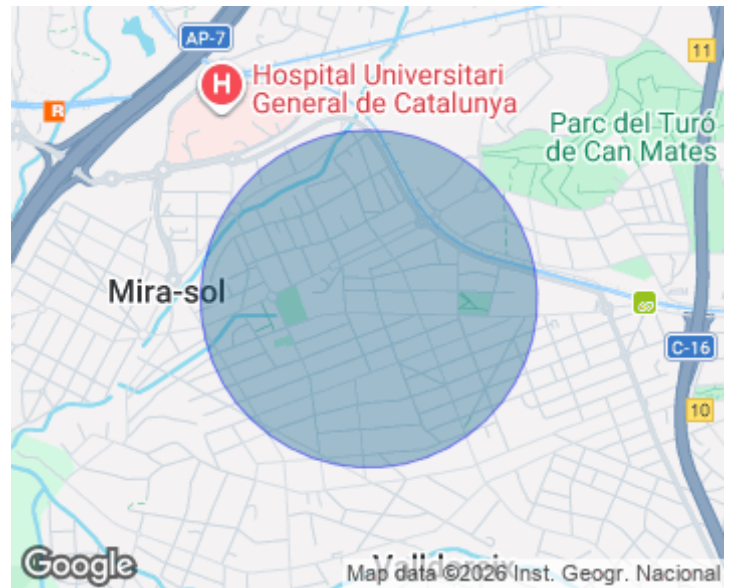 AP-7
11
H
Hospital Universitari
General de Catalunya
R
Parc del Turó
de Can Mates
Mira-sol
C-16
10
Google
Map data ©2026 Inst. Geogr. Nacional